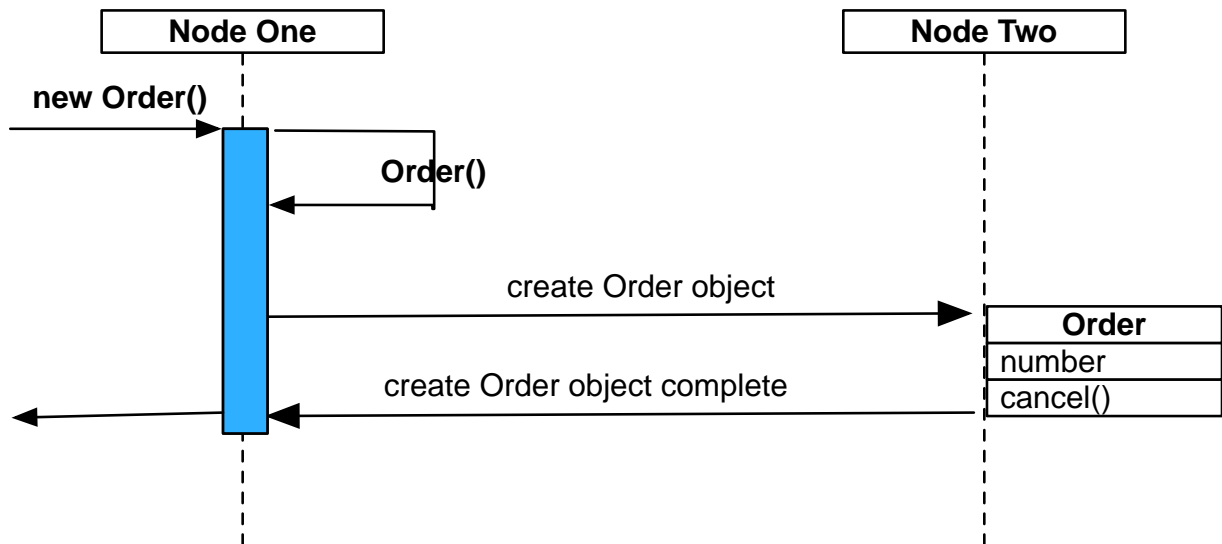 Node One
Node Two
new Order()
Order()
create Order object
Order
number
create Order object complete
cancel()